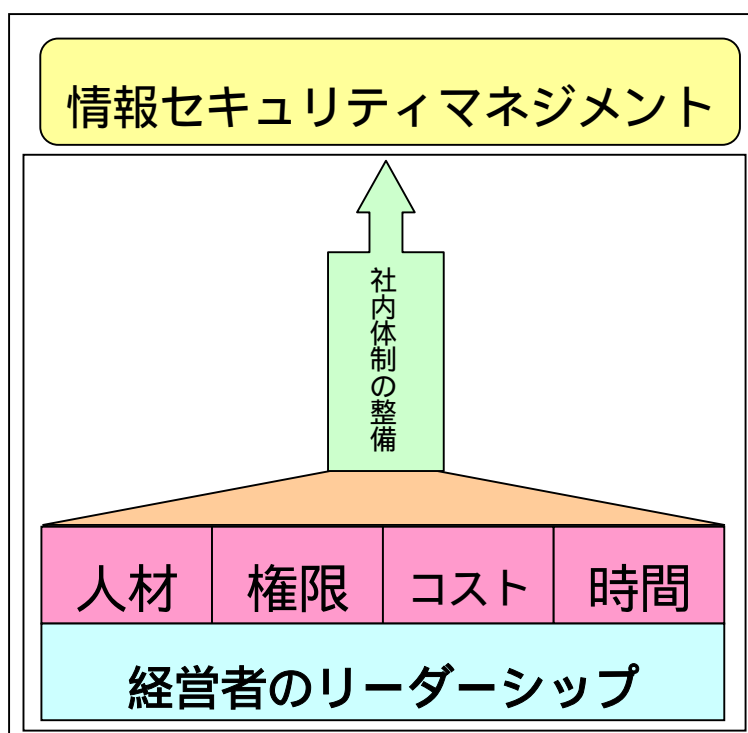 情報セキュリティマネジメント
社内体制の整備
人材
権限
コスト
時間
経営者のリーダーシップ